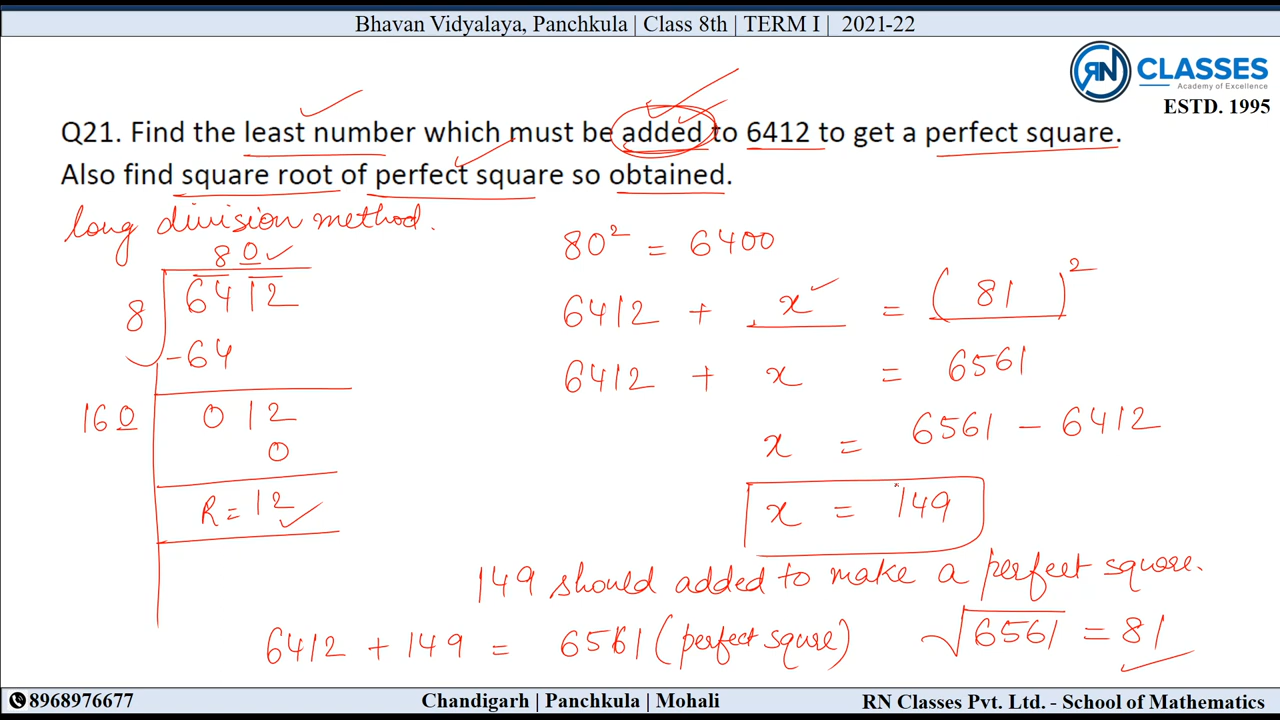 Bhavan Vidyalaya, Panchkula | Class 8th | TERM I | 2021-22
RN CLASSES
Academy of Excellence
ESTD. 1995
Q21. Find the least number which must be added to 6412 to get a perfect square.
Also find square root of perfect square so obtained.
long division method.
80
8 6412
-64
160 012
0
R = 12
80² = 6400
6412 + x = (81)²
6412 + x = 6561
x = 6561 - 6412
x = 149
149 should added to make a perfect square.
6412 + 149 = 6561 (perfect squre)
√6561 = 81
8968976677
Chandigarh | Panchkula | Mohali
RN Classes Pvt. Ltd. - School of Mathematics